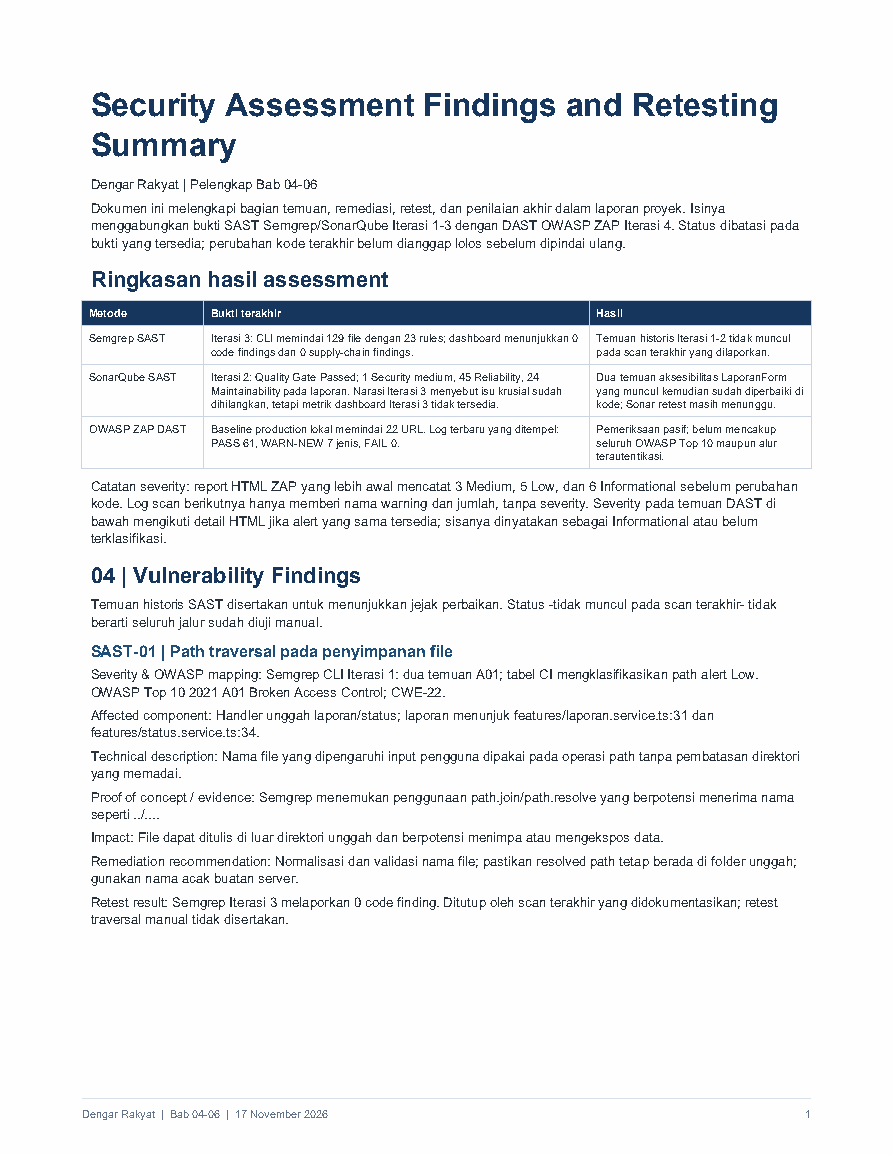 Security Assessment Findings and Retesting
Summary
Dengar Rakyat | Pelengkap Bab 04-06
Dokumen ini melengkapi bagian temuan, remediasi, retest, dan penilaian akhir dalam laporan proyek. Isinya
menggabungkan bukti SAST Semgrep/SonarQube Iterasi 1-3 dengan DAST OWASP ZAP Iterasi 4. Status dibatasi pada
bukti yang tersedia; perubahan kode terakhir belum dianggap lolos sebelum dipindai ulang.
Ringkasan hasil assessment
Metode Bukti terakhir Hasil
Semgrep SAST
Iterasi 3: CLI memindai 129 file dengan 23 rules; dashboard menunjukkan 0
code findings dan 0 supply-chain findings.
Temuan historis Iterasi 1-2 tidak muncul
pada scan terakhir yang dilaporkan.
SonarQube SAST
Iterasi 2: Quality Gate Passed; 1 Security medium, 45 Reliability, 24
Maintainability pada laporan. Narasi Iterasi 3 menyebut isu krusial sudah
dihilangkan, tetapi metrik dashboard Iterasi 3 tidak tersedia.
Dua temuan aksesibilitas LaporanForm
yang muncul kemudian sudah diperbaiki di
kode; Sonar retest masih menunggu.
OWASP ZAP DAST
Baseline production lokal memindai 22 URL. Log terbaru yang ditempel:
PASS 61, WARN-NEW 7 jenis, FAIL 0.
Pemeriksaan pasif; belum mencakup
seluruh OWASP Top 10 maupun alur
terautentikasi.
Catatan severity: report HTML ZAP yang lebih awal mencatat 3 Medium, 5 Low, dan 6 Informational sebelum perubahan
kode. Log scan berikutnya hanya memberi nama warning dan jumlah, tanpa severity. Severity pada temuan DAST di
bawah mengikuti detail HTML jika alert yang sama tersedia; sisanya dinyatakan sebagai Informational atau belum
terklasifikasi.
04 | Vulnerability Findings
Temuan historis SAST disertakan untuk menunjukkan jejak perbaikan. Status -tidak muncul pada scan terakhir- tidak
berarti seluruh jalur sudah diuji manual.
SAST-01 | Path traversal pada penyimpanan file
Severity & OWASP mapping: Semgrep CLI Iterasi 1: dua temuan A01; tabel CI mengklasifikasikan path alert Low.
OWASP Top 10 2021 A01 Broken Access Control; CWE-22.
Affected component: Handler unggah laporan/status; laporan menunjuk features/laporan.service.ts:31 dan
features/status.service.ts:34.
Technical description: Nama file yang dipengaruhi input pengguna dipakai pada operasi path tanpa pembatasan direktori
yang memadai.
Proof of concept / evidence: Semgrep menemukan penggunaan path.join/path.resolve yang berpotensi menerima nama
seperti ../....
Impact: File dapat ditulis di luar direktori unggah dan berpotensi menimpa atau mengekspos data.
Remediation recommendation: Normalisasi dan validasi nama file; pastikan resolved path tetap berada di folder unggah;
gunakan nama acak buatan server.
Retest result: Semgrep Iterasi 3 melaporkan 0 code finding. Ditutup oleh scan terakhir yang didokumentasikan; retest
traversal manual tidak disertakan.
Dengar Rakyat | Bab 04-06 | 17 November 2026 1